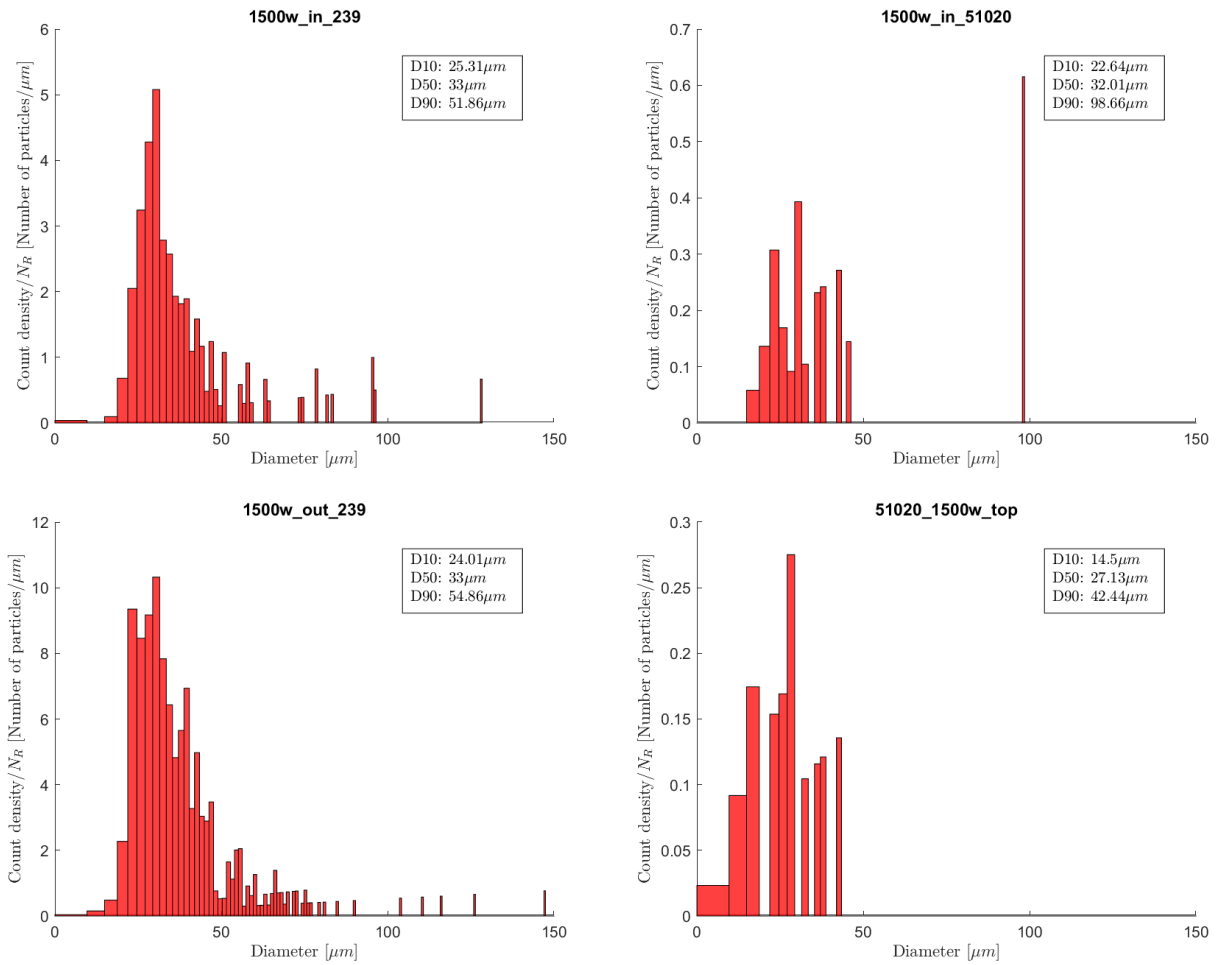 1500w_in_239
6
5
4
3
2
1
0
Count density/N_R [Number of particles/μm]
D10: 25.31μm
D50: 33μm
D90: 51.86μm
0 50 100 150
Diameter [μm]
1500w_in_51020
0.7
0.6
0.5
0.4
0.3
0.2
0.1
0
Count density/N_R [Number of particles/μm]
D10: 22.64μm
D50: 32.01μm
D90: 98.66μm
0 50 100 150
Diameter [μm]
1500w_out_239
12
10
8
6
4
2
0
Count density/N_R [Number of particles/μm]
D10: 24.01μm
D50: 33μm
D90: 54.86μm
0 50 100 150
Diameter [μm]
51020_1500w_top
0.3
0.25
0.2
0.15
0.1
0.05
0
Count density/N_R [Number of particles/μm]
D10: 14.5μm
D50: 27.13μm
D90: 42.44μm
0 50 100 150
Diameter [μm]